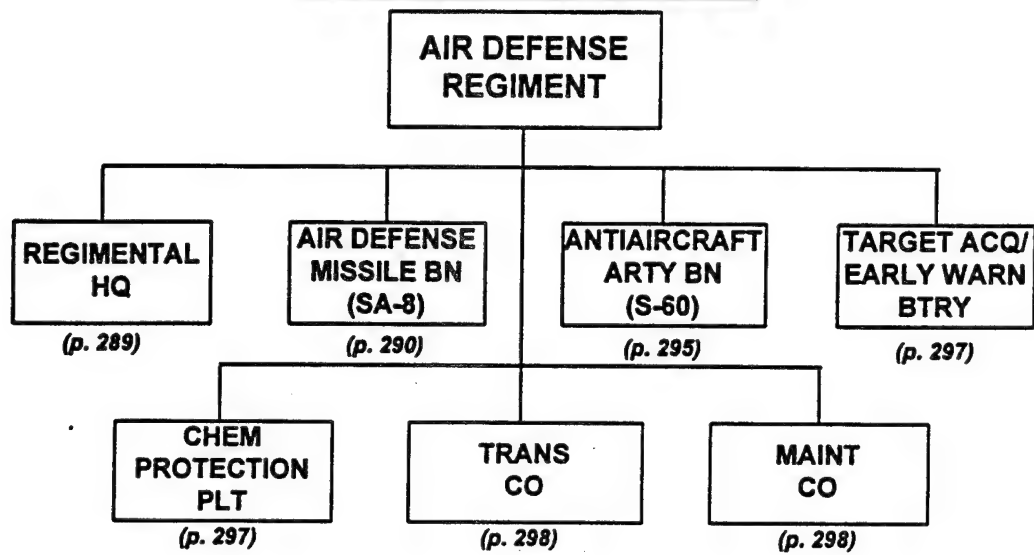 AIR DEFENSE
REGIMENT
REGIMENTAL
HQ
(p. 289)
AIR DEFENSE
MISSILE BN
(SA-8)
(p. 290)
ANTIAIRCRAFT
ARTY BN
(S-60)
(p. 295)
TARGET ACQ/
EARLY WARN
BTRY
(p. 297)
CHEM
PROTECTION
PLT
(p. 297)
TRANS
CO
(p. 298)
MAINT
CO
(p. 298)